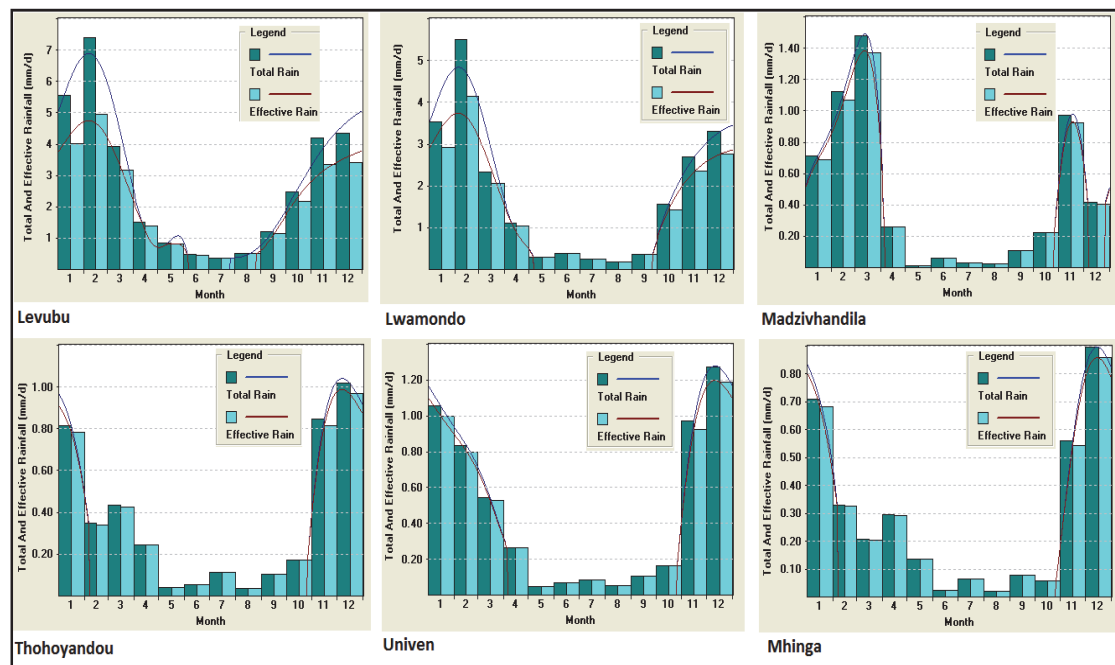 Total And Effective Rainfall [mm/d]
7
6
5
4
3
2
1
Legend
Total Rain
Effective Rain
1 2 3 4 5 6 7 8 9 10 11 12
Month
Levubu
Total And Effective Rainfall [mm/d]
5
4
3
2
1
Legend
Total Rain
Effective Rain
1 2 3 4 5 6 7 8 9 10 11 12
Month
Lwamondo
Total And Effective Rainfall [mm/d]
1.40
1.20
1.00
0.80
0.60
0.40
0.20
Legend
Total Rain
Effective Rain
1 2 3 4 5 6 7 8 9 10 11 12
Month
Madzivhandila
Total And Effective Rainfall [mm/d]
1.00
0.80
0.60
0.40
0.20
Legend
Total Rain
Effective Rain
1 2 3 4 5 6 7 8 9 10 11 12
Month
Thohoyandou
Total And Effective Rainfall [mm/d]
1.20
1.00
0.80
0.60
0.40
0.20
Legend
Total Rain
Effective Rain
1 2 3 4 5 6 7 8 9 10 11 12
Month
Univen
Total And Effective Rainfall [mm/d]
0.80
0.70
0.60
0.50
0.40
0.30
0.20
0.10
Legend
Total Rain
Effective Rain
1 2 3 4 5 6 7 8 9 10 11 12
Month
Mhinga